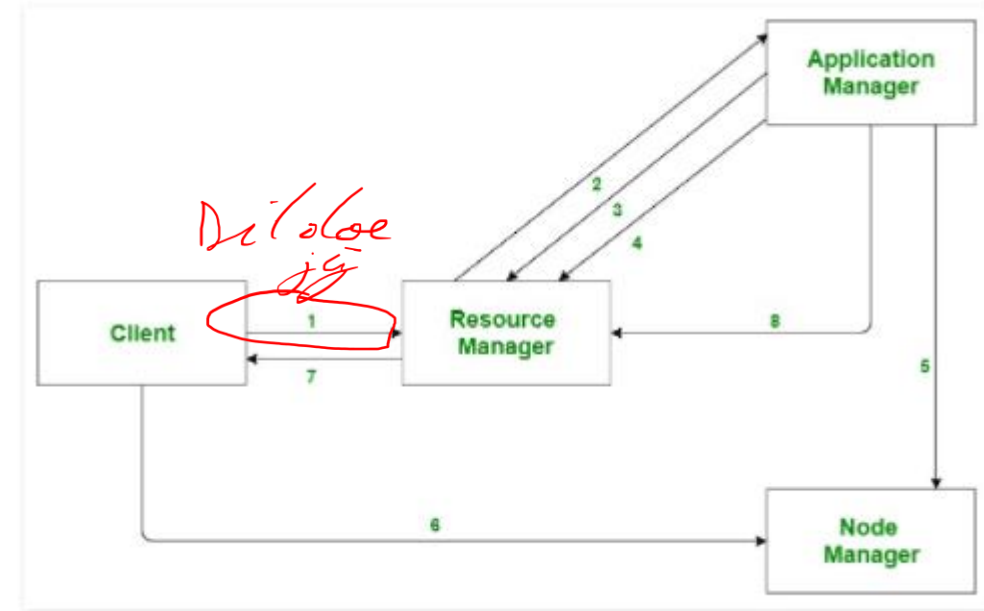 Application
Manager
2
3
4
Client
1
Resource
Manager
8
7
5
6
Node
Manager